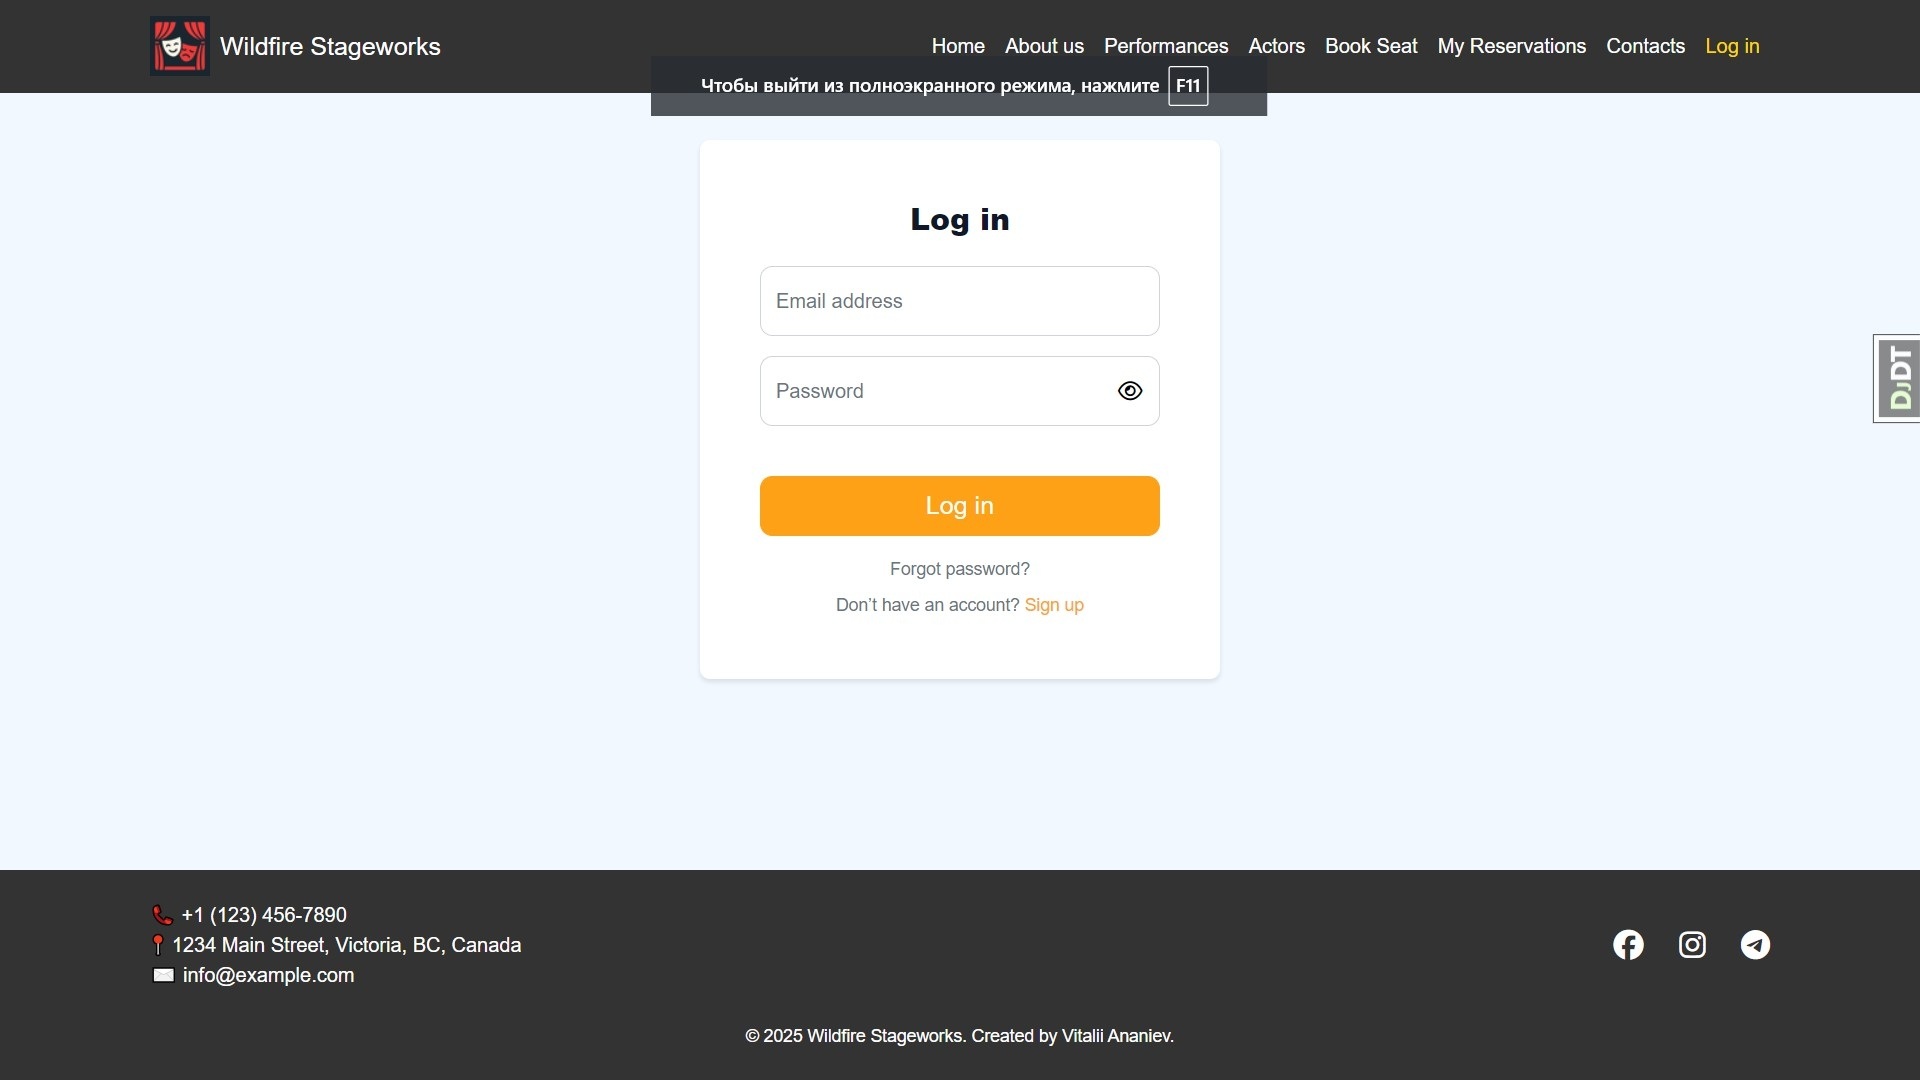 Wildfire Stageworks
Home About us Performances Actors Book Seat My Reservations Contacts Log in
Чтобы выйти из полноэкранного режима, нажмите F11
Log in
Email address
Password
DJDT
Log in
Forgot password?
Don’t have an account? Sign up
+1 (123) 456-7890
1234 Main Street, Victoria, BC, Canada
info@example.com
© 2025 Wildfire Stageworks. Created by Vitalii Ananiev.